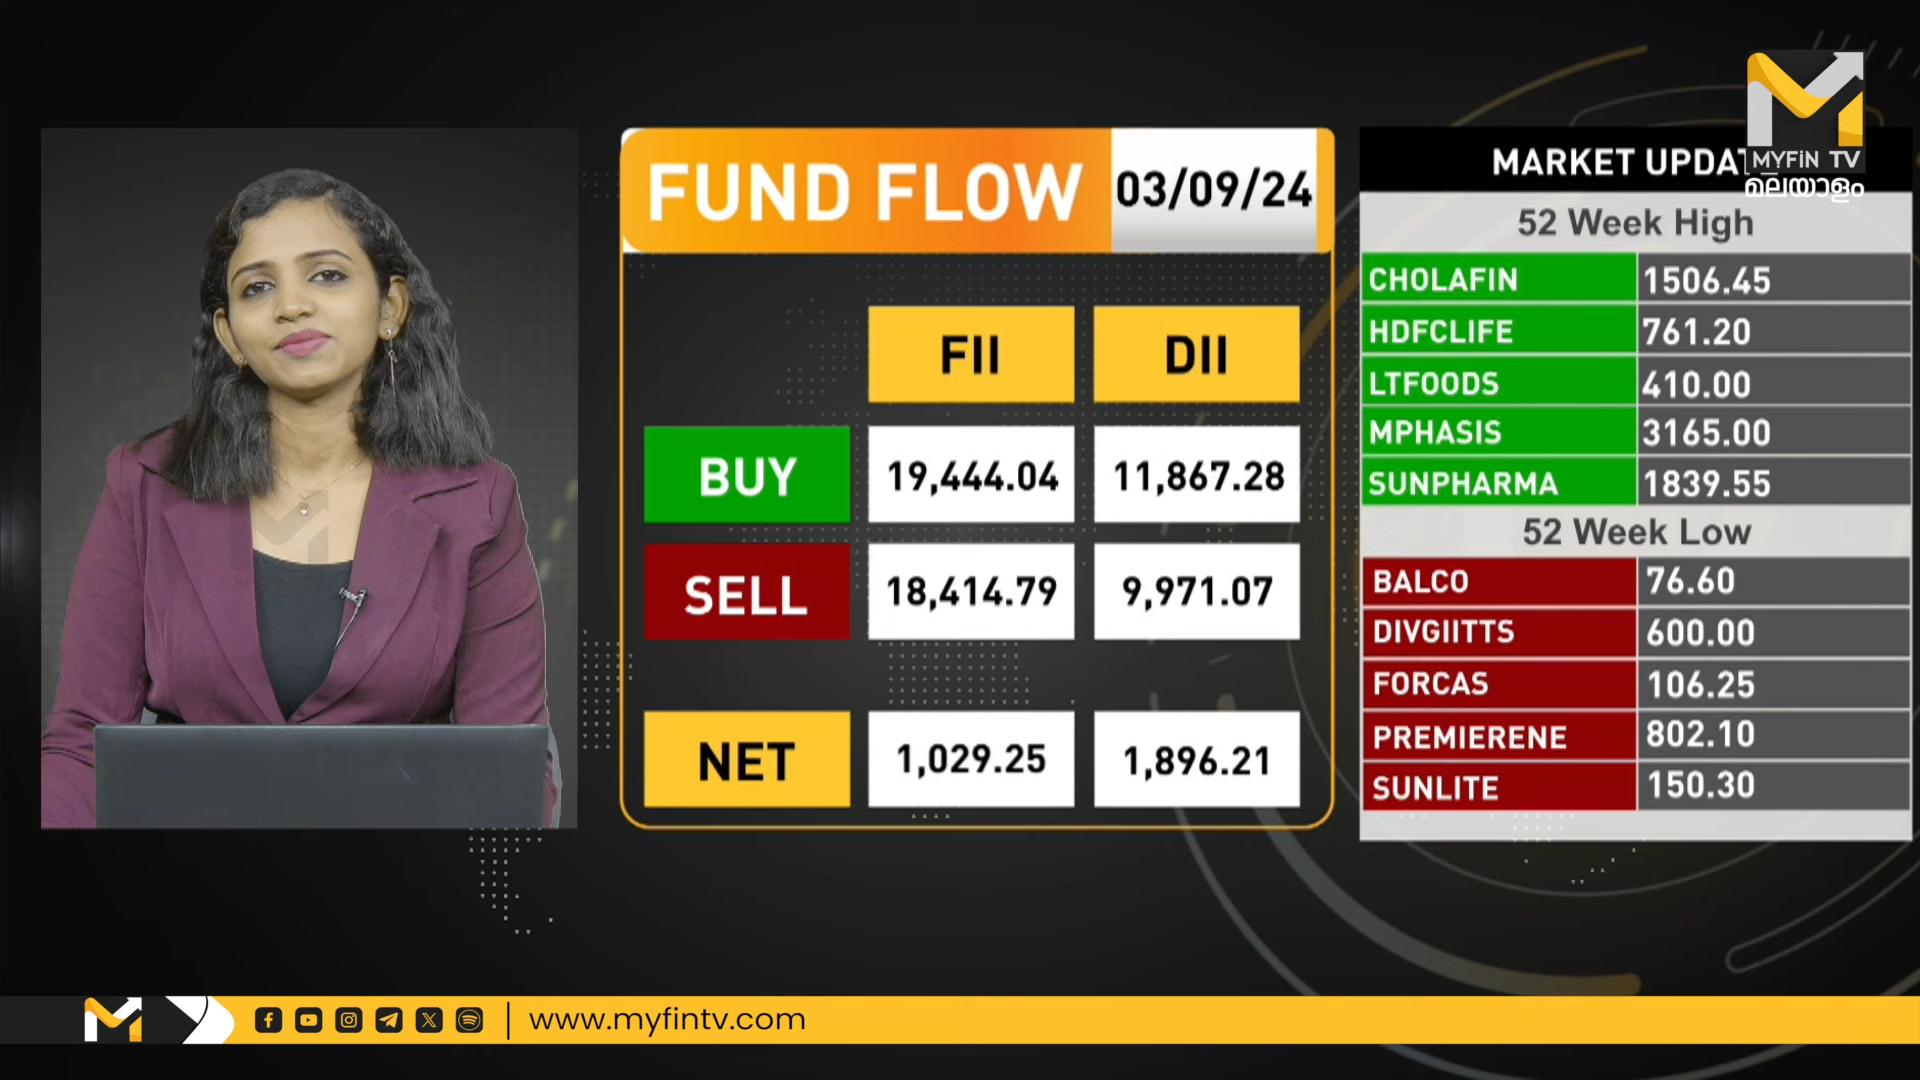 MYFiN TV
മലയാളം
FUND FLOW 03/09/24
FII DII
BUY 19,444.04 11,867.28
SELL 18,414.79 9,971.07
NET 1,029.25 1,896.21
MARKET
52 Week High
CHOLAFIN 1506.45
HDFCLIFE 761.20
LTFOODS 410.00
MPHASIS 3165.00
SUNPHARMA 1839.55
52 Week Low
BALCO 76.60
DIVGIITTS 600.00
FORCAS 106.25
PREMIERENE 802.10
SUNLITE 150.30
www.myfintv.com